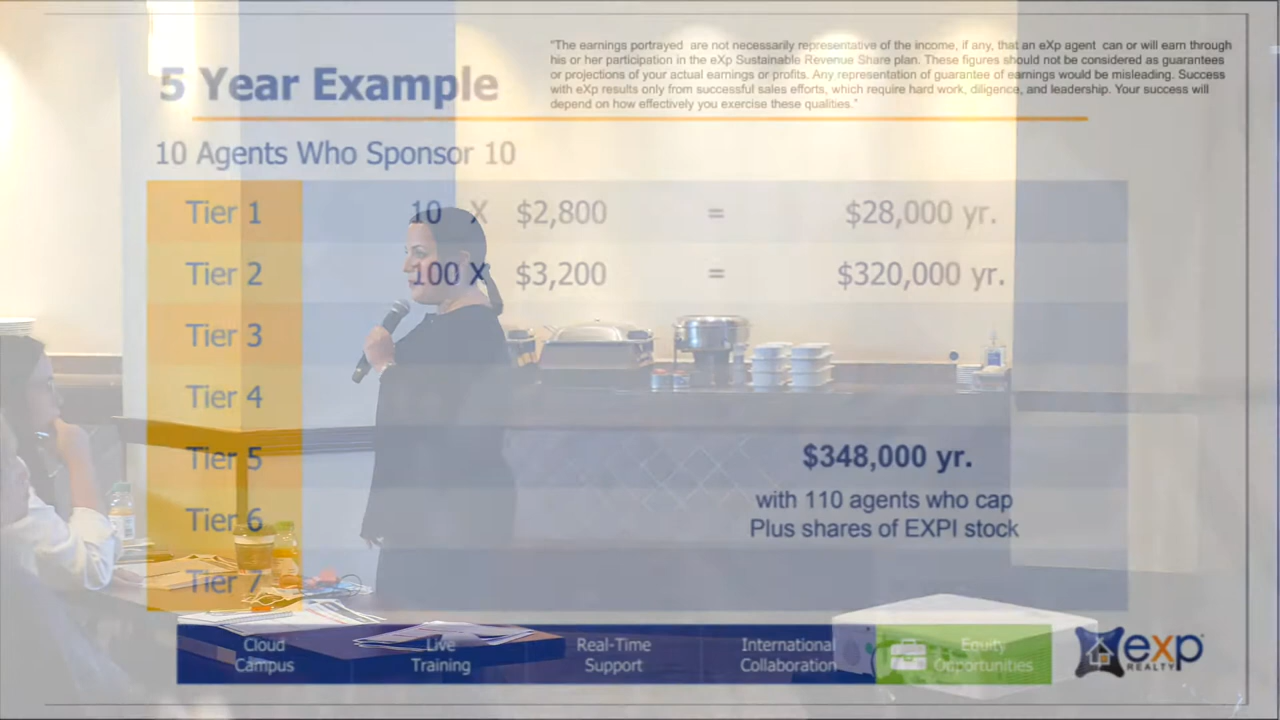 "The earnings portrayed are not necessarily representative of the income, if any, that an eXp agent can or will earn through
his or her participation in the eXp Sustainable Revenue Share plan. These figures should not be considered as guarantees
or projections of your actual earnings or profits. Any representation of guarantee of earnings would be misleading. Success
with eXp results only from successful sales efforts, which require hard work, diligence, and leadership. Your success will
depend on how effectively you exercise these qualities."
5 Year Example
10 Agents Who Sponsor 10
Tier 1 10 X $2,800 = $28,000 yr.
Tier 2 100 X $3,200 = $320,000 yr.
Tier 3
Tier 4
Tier 5 $348,000 yr.
with 110 agents who cap
Tier 6
Plus shares of EXPI stock
Tier 7
Cloud Campus
Live Training
Real-Time Support
International Collaboration
Equity Opportunities
exp
REALTY